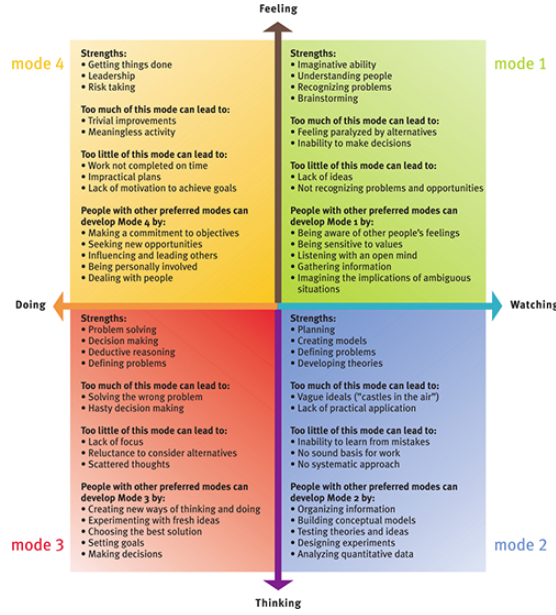 Feeling
mode 4
Strengths:
• Getting things done
• Leadership
• Risk taking
Too much of this mode can lead to:
• Trivial improvements
• Meaningless activity
Too little of this mode can lead to:
• Work not completed on time
• Impractical plans
• Lack of motivation to achieve goals
People with other preferred modes can
develop Mode 4 by:
• Making a commitment to objectives
• Seeking new opportunities
• Influencing and leading others
• Being personally involved
• Dealing with people
mode 1
Strengths:
• Imaginative ability
• Understanding people
• Recognizing problems
• Brainstorming
Too much of this mode can lead to:
• Feeling paralyzed by alternatives
• Inability to make decisions
Too little of this mode can lead to:
• Lack of ideas
• Not recognizing problems and opportunities
People with other preferred modes can
develop Mode 1 by:
• Being aware of other people's feelings
• Being sensitive to values
• Listening with an open mind
• Gathering information
• Imagining the implications of ambiguous
situations
Doing
Watching
Strengths:
• Problem solving
• Decision making
• Deductive reasoning
• Defining problems
Too much of this mode can lead to:
• Solving the wrong problem
• Hasty decision making
Too little of this mode can lead to:
• Lack of focus
• Reluctance to consider alternatives
• Scattered thoughts
People with other preferred modes can
develop Mode 3 by:
• Creating new ways of thinking and doing
• Experimenting with fresh ideas
• Choosing the best solution
• Setting goals
• Making decisions
mode 3
Strengths:
• Planning
• Creating models
• Defining problems
• Developing theories
Too much of this mode can lead to:
• Vague ideals ("castles in the air")
• Lack of practical application
Too little of this mode can lead to:
• Inability to learn from mistakes
• No sound basis for work
• No systematic approach
People with other preferred modes can
develop Mode 2 by:
• Organizing information
• Building conceptual models
• Testing theories and ideas
• Designing experiments
• Analyzing quantitative data
mode 2
Thinking